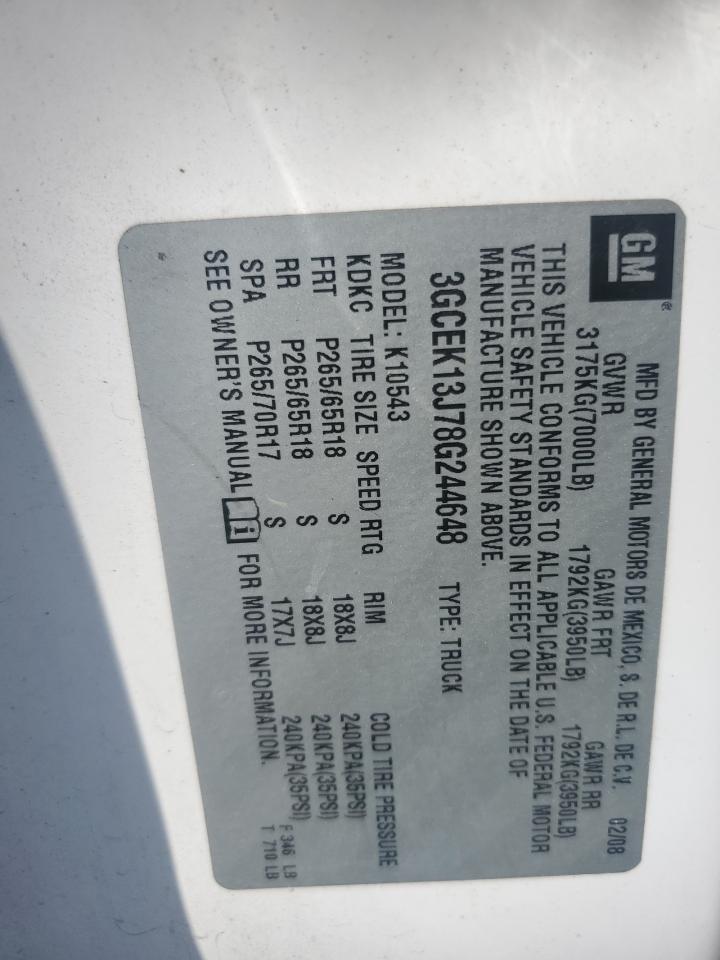 GM®
MFD BY GENERAL MOTORS DE MEXICO, S. DE R.L. DE C.V. 02/08
GVWR GAWR FRT GAWR RR
3175KG(7000LB) 1792KG(3950LB) 1792KG(3950LB)
THIS VEHICLE CONFORMS TO ALL APPLICABLE U.S. FEDERAL MOTOR
VEHICLE SAFETY STANDARDS IN EFFECT ON THE DATE OF
MANUFACTURE SHOWN ABOVE.
3GCEK13J78G244648 TYPE: TRUCK
MODEL: K10543
KDKC TIRE SIZE SPEED RTG RIM COLD TIRE PRESSURE
FRT P265/65R18 S 18X8J 240KPA(35PSI)
RR P265/65R18 S 18X8J 240KPA(35PSI)
SPA P265/70R17 S 17X7J 240KPA(35PSI)
SEE OWNER'S MANUAL i FOR MORE INFORMATION.
F 346 LB
T 710 LB